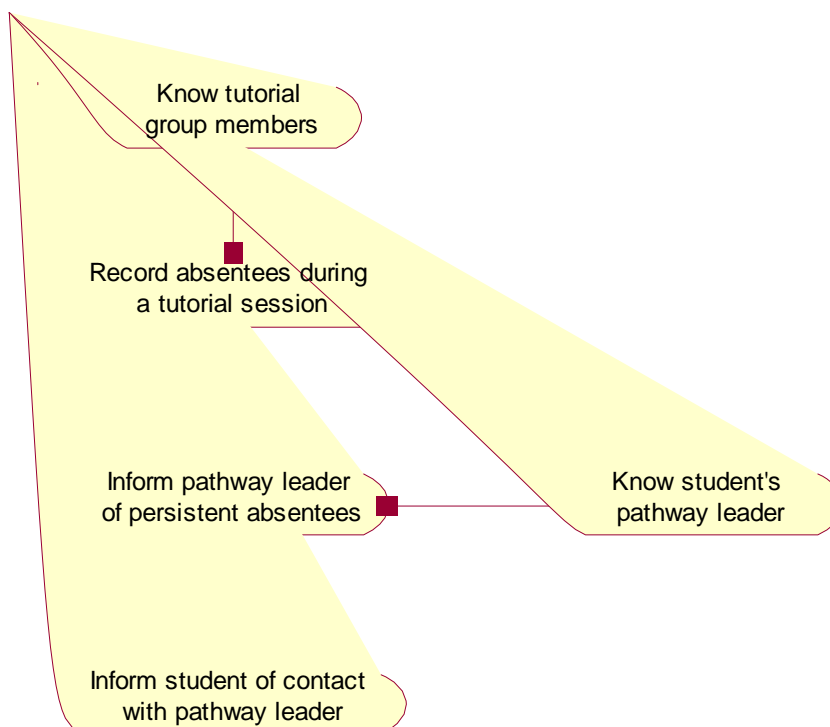 Know tutorial
group members
Record absentees during
a tutorial session
Inform pathway leader
of persistent absentees
Know student's
pathway leader
Inform student of contact
with pathway leader